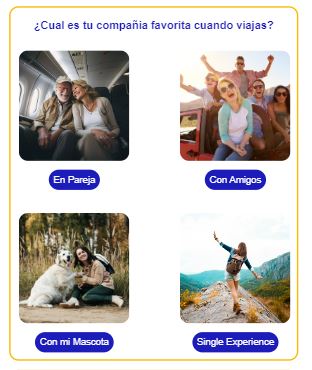 ¿Cual es tu compañia favorita cuando viajas?
En Pareja
Con Amigos
Con mi Mascota
Single Experience